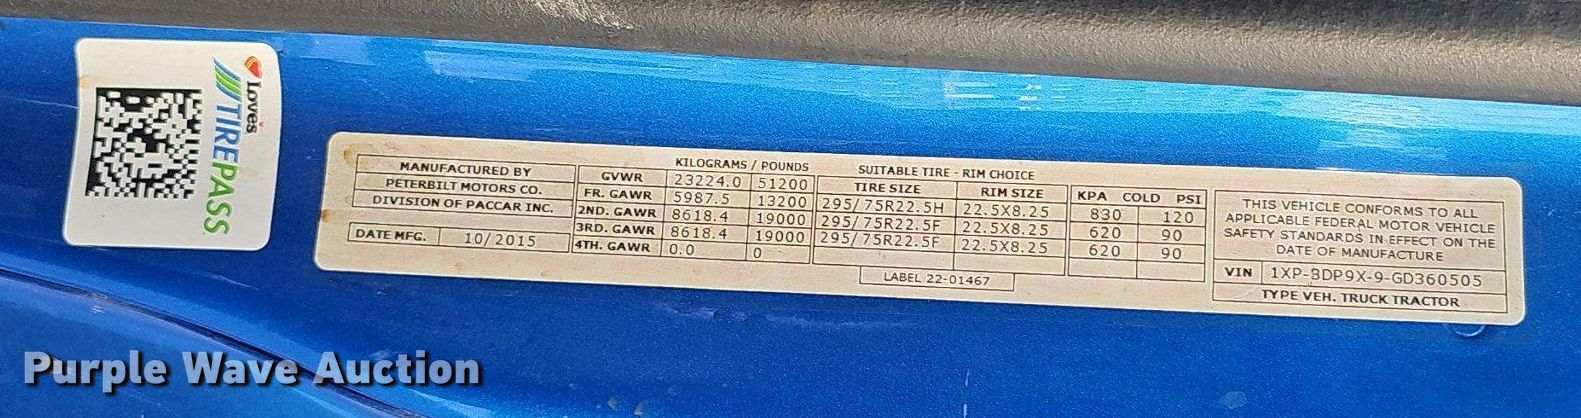 Love's
TIREPASS
MANUFACTURED BY
PETERBILT MOTORS CO.
DIVISION OF PACCAR INC.
DATE MFG. 10/2015
KILOGRAMS / POUNDS
GVWR 23224.0 51200
FR. GAWR 5987.5 13200
2ND. GAWR 8618.4 19000
3RD. GAWR 8618.4 19000
4TH. GAWR 0.0 0
SUITABLE TIRE - RIM CHOICE
TIRE SIZE RIM SIZE KPA COLD PSI
295/75R22.5H 22.5X8.25 830 120
295/75R22.5F 22.5X8.25 620 90
295/75R22.5F 22.5X8.25 620 90
LABEL 22-01467
THIS VEHICLE CONFORMS TO ALL
APPLICABLE FEDERAL MOTOR VEHICLE
SAFETY STANDARDS IN EFFECT ON THE
DATE OF MANUFACTURE
VIN 1XP-BDP9X-9-GD360505
TYPE VEH. TRUCK TRACTOR
Purple Wave Auction